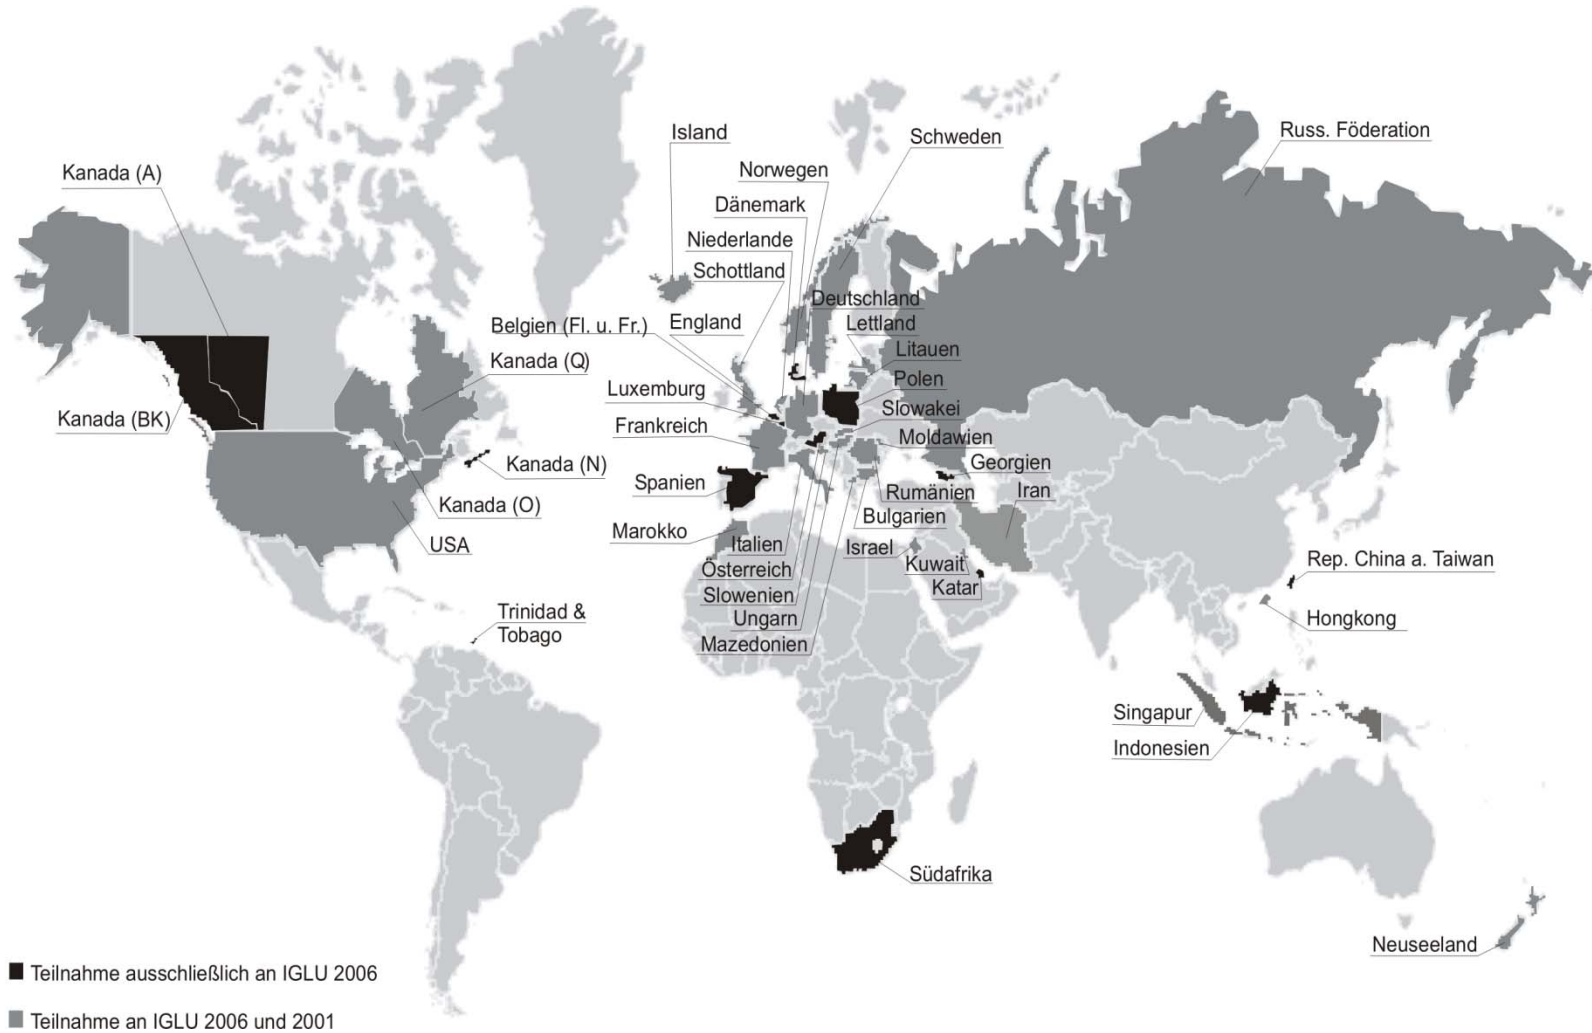 Island
Schweden
Russ. Föderation
Kanada (A)
Norwegen
Dänemark
Niederlande
Schottland
Deutschland
Belgien (Fl. u. Fr.)
England
Lettland
Litauen
Kanada (Q)
Polen
Luxemburg
Slowakei
Kanada (BK)
Frankreich
Moldawien
Kanada (N)
Georgien
Spanien
Rumänien
Iran
Kanada (O)
Bulgarien
Marokko
USA
Italien
Israel
Österreich
Kuwait
Rep. China a. Taiwan
Katar
Slowenien
Trinidad &
Tobago
Ungarn
Hongkong
Mazedonien
Singapur
Indonesien
Südafrika
Neuseeland
Teilnahme ausschließlich an IGLU 2006
Teilnahme an IGLU 2006 und 2001